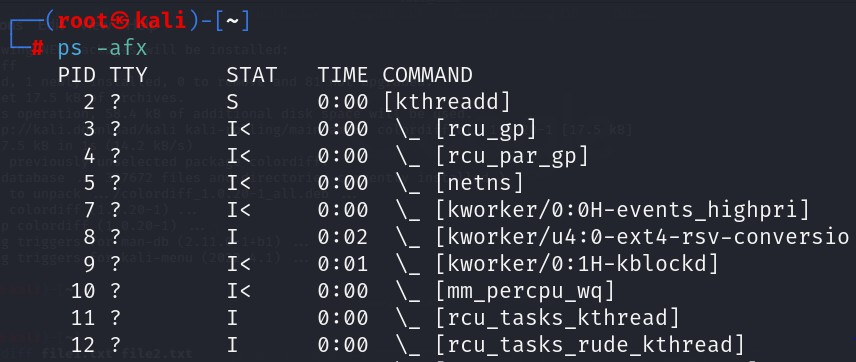 ┌──(root㉿kali)-[~]
└─# ps -afx
PID TTY STAT TIME COMMAND
2 ? S 0:00 [kthreadd]
3 ? I< 0:00 \_ [rcu_gp]
4 ? I< 0:00 \_ [rcu_par_gp]
5 ? I< 0:00 \_ [netns]
7 ? I< 0:00 \_ [kworker/0:0H-events_highpri]
8 ? I 0:02 \_ [kworker/u4:0-ext4-rsv-conversio
9 ? I< 0:01 \_ [kworker/0:1H-kblockd]
10 ? I< 0:00 \_ [mm_percpu_wq]
11 ? I 0:00 \_ [rcu_tasks_kthread]
12 ? I 0:00 \_ [rcu_tasks_rude_kthread]